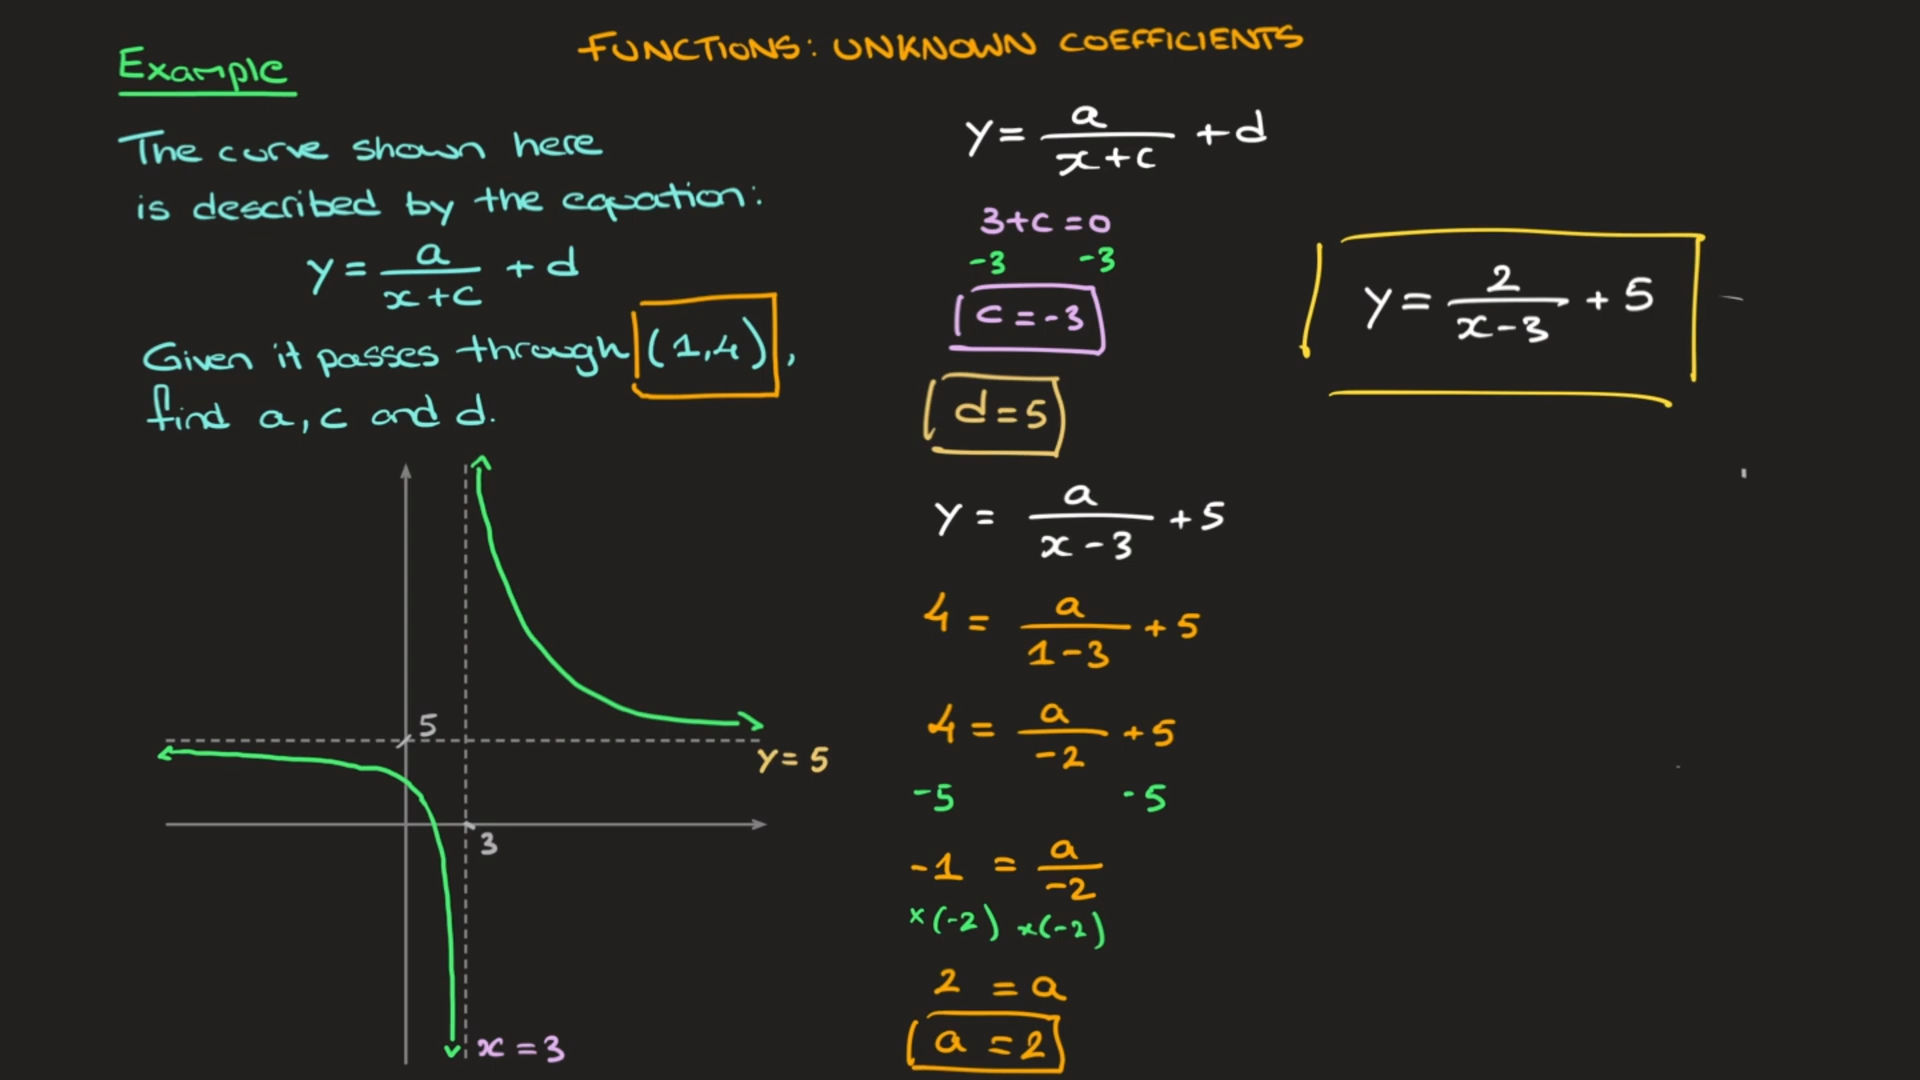 FUNCTIONS: UNKNOWN COEFFICIENTS
Example
The curve shown here
is described by the equation:
y = a/(x+c) + d
Given it passes through (1,4),
find a, c and d.
5
y = 5
3
x = 3
y = a/(x+c) + d
3+c = 0
-3 -3
c = -3
d = 5
y = a/(x-3) + 5
4 = a/(1-3) + 5
4 = a/-2 + 5
-5 -5
-1 = a/-2
×(-2) ×(-2)
2 = a
a = 2
y = 2/(x-3) + 5